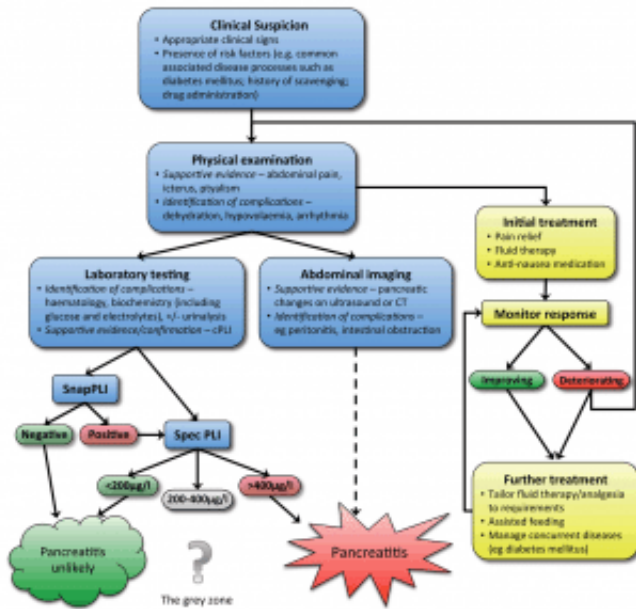 Clinical Suspicion
• Appropriate clinical signs
• Presence of risk factors (e.g. common
associated disease processes such as
diabetes mellitus; history of scavenging;
drug administration)
Physical examination
• Supportive evidence – abdominal pain,
icterus, ptyalism
• Identification of complications –
dehydration, hypovolaemia, arrhythmia
Initial treatment
• Pain relief
• Fluid therapy
• Anti-nausea medication
Laboratory testing
• Identification of complications –
haematology, biochemistry (including
glucose and electrolytes), +/- urinalysis
• Supportive evidence/confirmation – cPLI
Abdominal imaging
• Supportive evidence – pancreatic
changes on ultrasound or CT
• Identification of complications –
eg peritonitis, intestinal obstruction
Monitor response
Improving
Deteriorating
SnapPLI
Negative
Positive
Spec PLI
<200µg/l
200-400µg/l
>400µg/l
Further treatment
• Tailor fluid therapy/analgesia
to requirements
• Assisted feeding
• Manage concurrent diseases
(eg diabetes mellitus)
Pancreatitis
unlikely
?
The grey zone
Pancreatitis